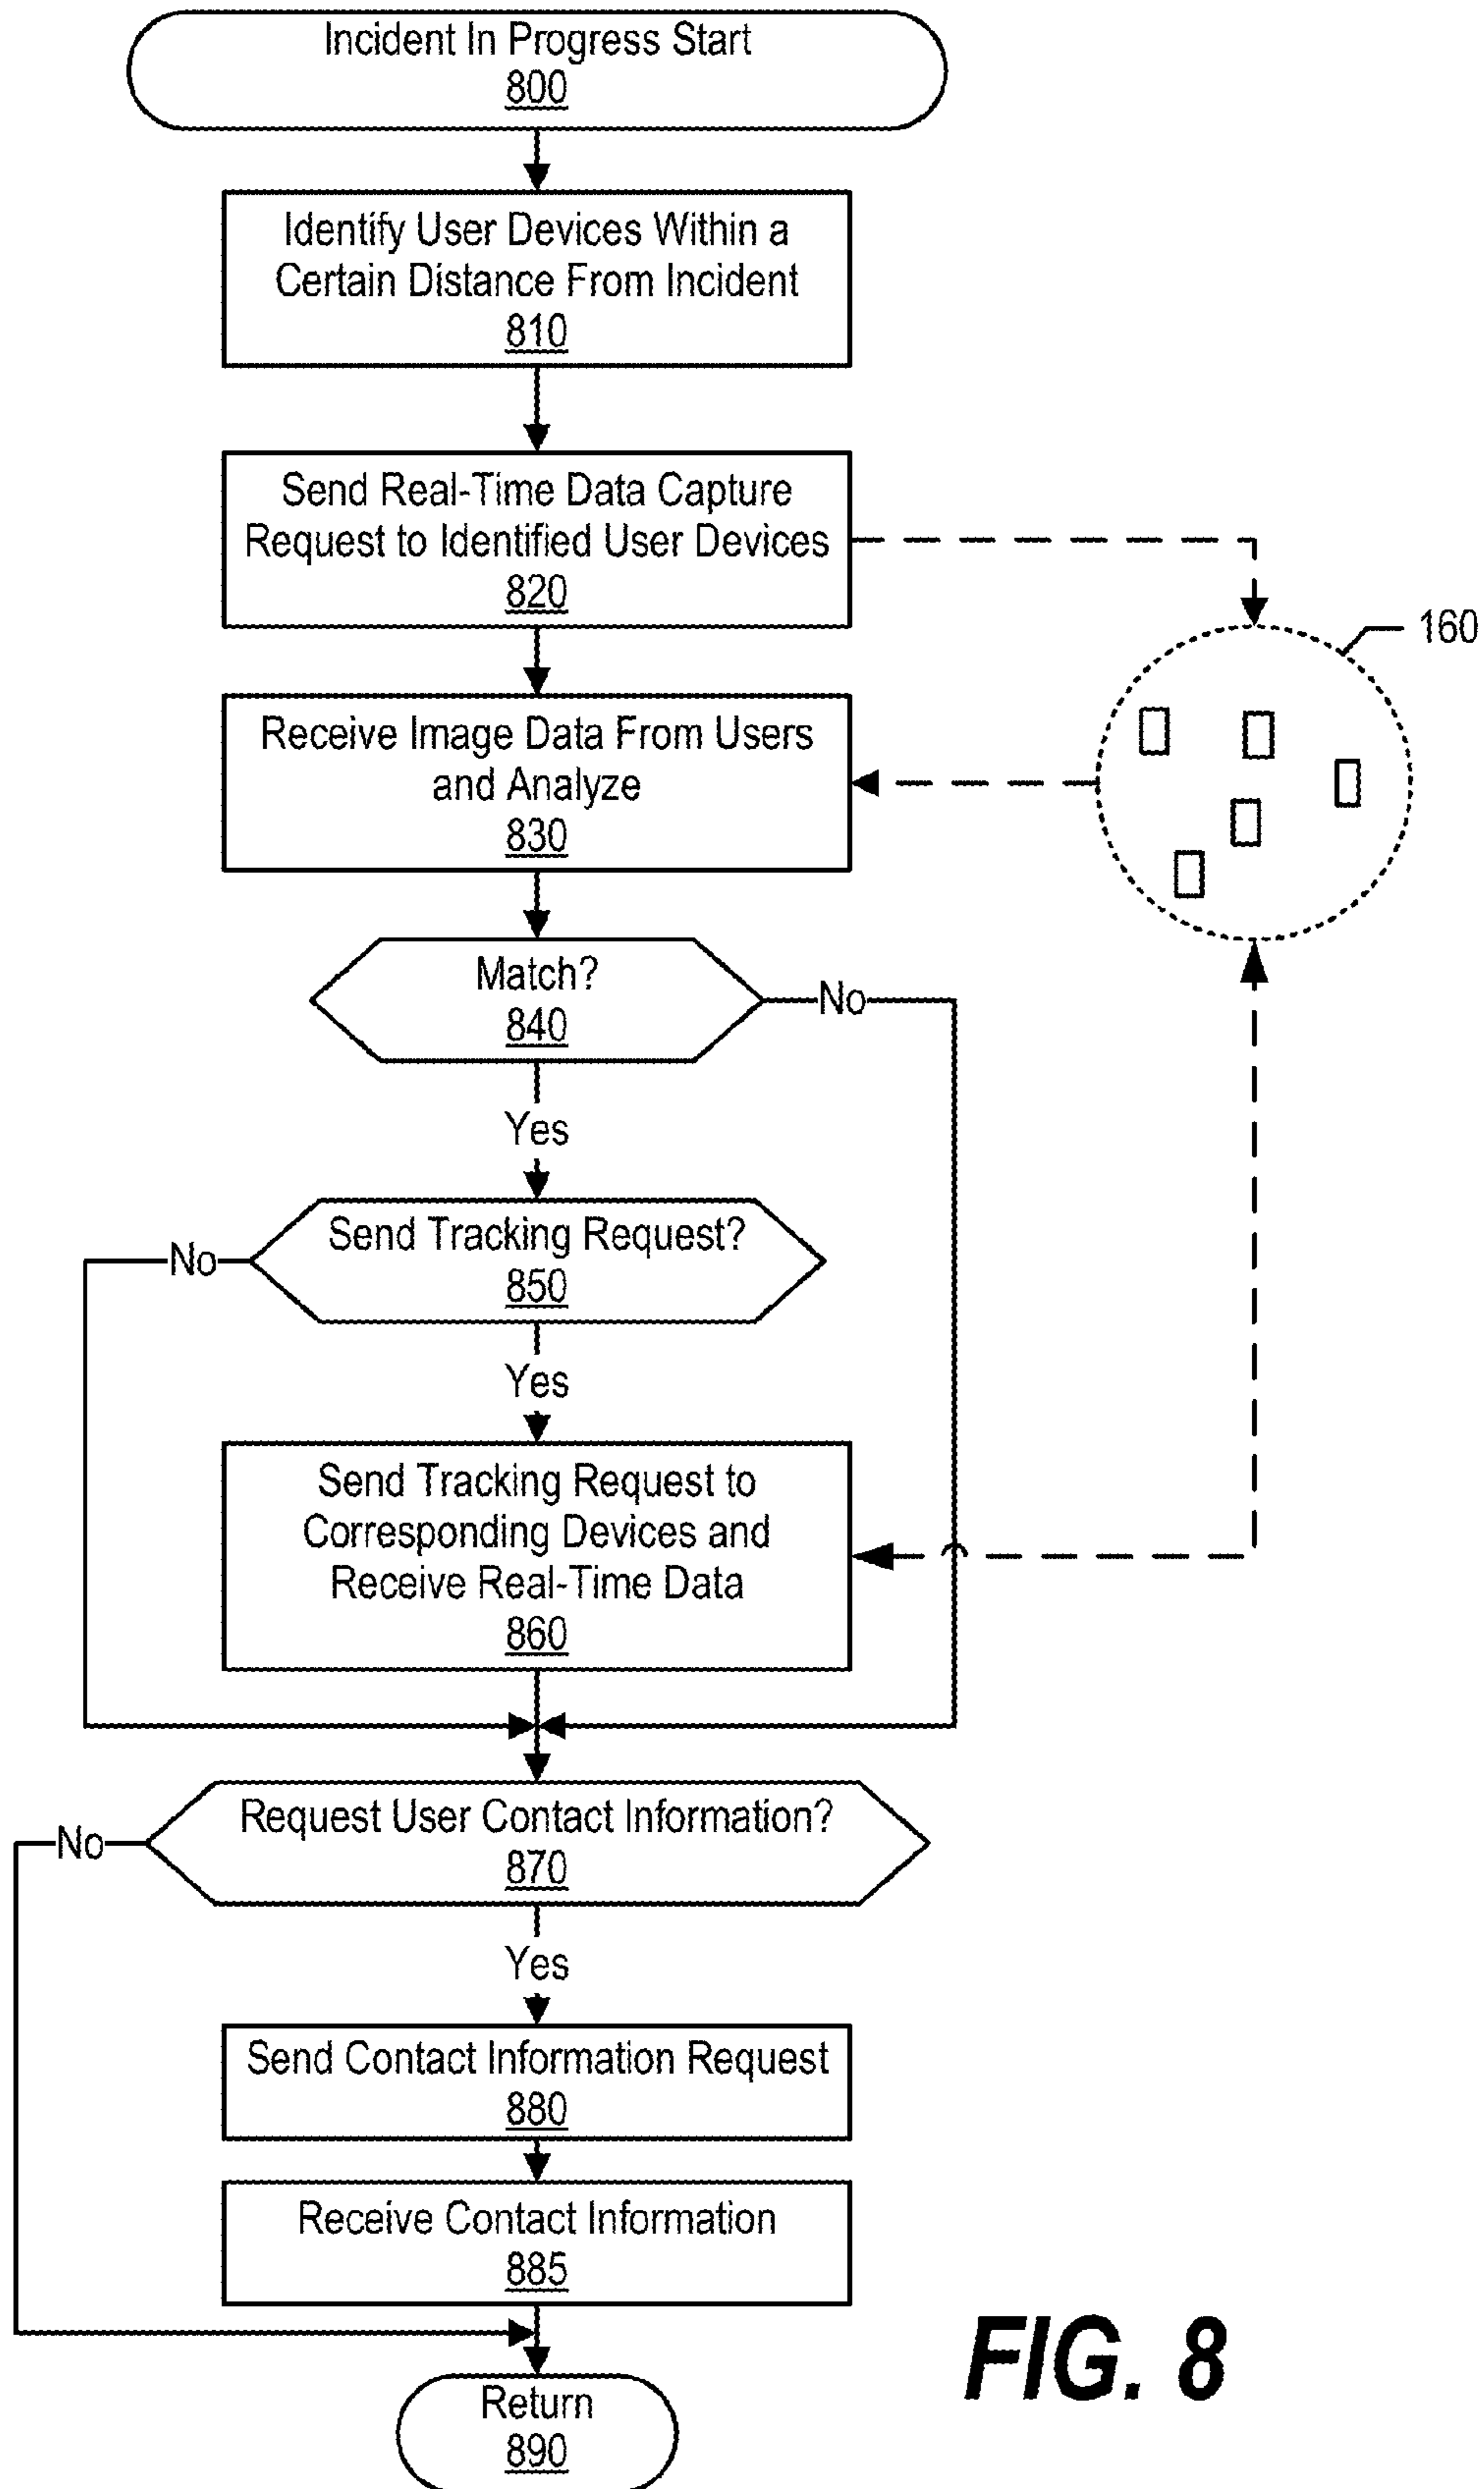 Incident In Progress Start
800
Identify User Devices Within a
Certain Distance From Incident
810
Send Real-Time Data Capture
Request to Identified User Devices
820
160
Receive Image Data From Users
and Analyze
830
Match?
840
No
Yes
Send Tracking Request?
850
No
Yes
Send Tracking Request to
Corresponding Devices and
Receive Real-Time Data
860
Request User Contact Information?
870
No
Yes
Send Contact Information Request
880
Receive Contact Information
885
Return
890
FIG. 8